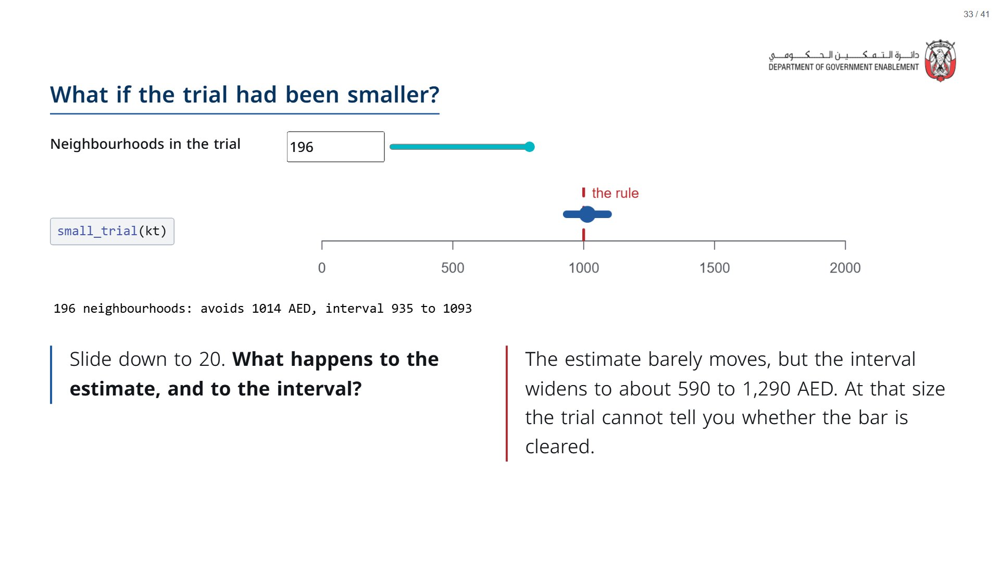 33 / 41
دائرة التمكين الحكومي
DEPARTMENT OF GOVERNMENT ENABLEMENT
What if the trial had been smaller?
Neighbourhoods in the trial
196
the rule
small_trial(kt)
0 500 1000 1500 2000
196 neighbourhoods: avoids 1014 AED, interval 935 to 1093
Slide down to 20. What happens to the
estimate, and to the interval?
The estimate barely moves, but the interval
widens to about 590 to 1,290 AED. At that size
the trial cannot tell you whether the bar is
cleared.